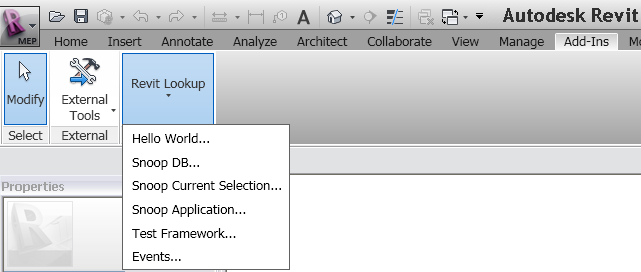 Autodesk Revit
MEP
Home Insert Annotate Analyze Architect Collaborate View Manage Add-Ins Mo
Modify
External
Tools
Revit Lookup
Select External
Hello World...
Snoop DB...
Snoop Current Selection...
Snoop Application...
Test Framework...
Events...
Properties